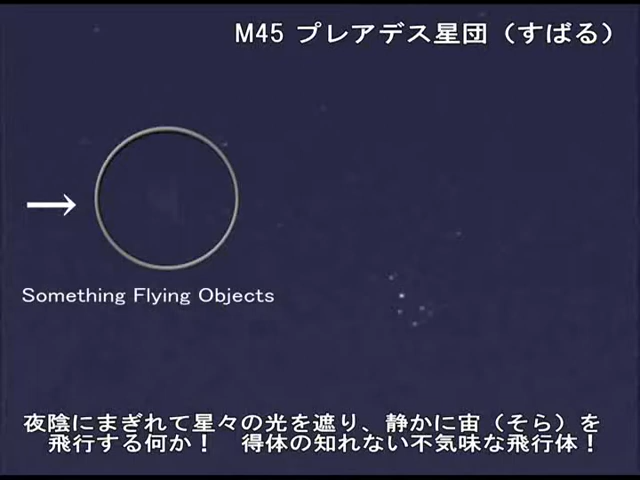 M45 プレアデス星団（すばる）
→
Something Flying Objects
夜陰にまぎれて星々の光を遮り、静かに宙（そら）を
飛行する何か！　得体の知れない不気味な飛行体！